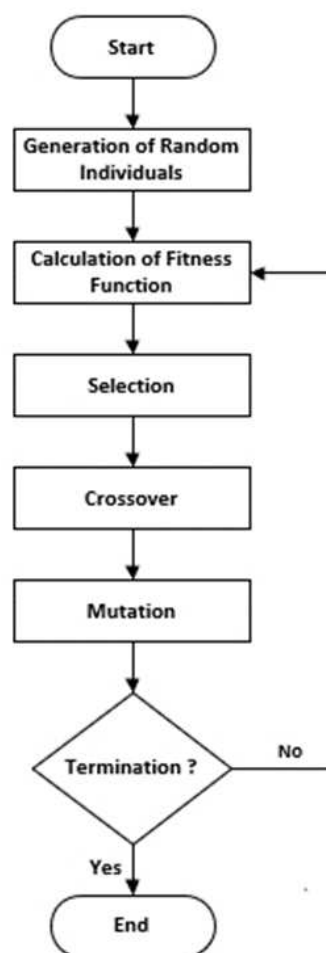 Start
Generation of Random
Individuals
Calculation of Fitness
Function
Selection
Crossover
Mutation
Termination ?
No
Yes
End